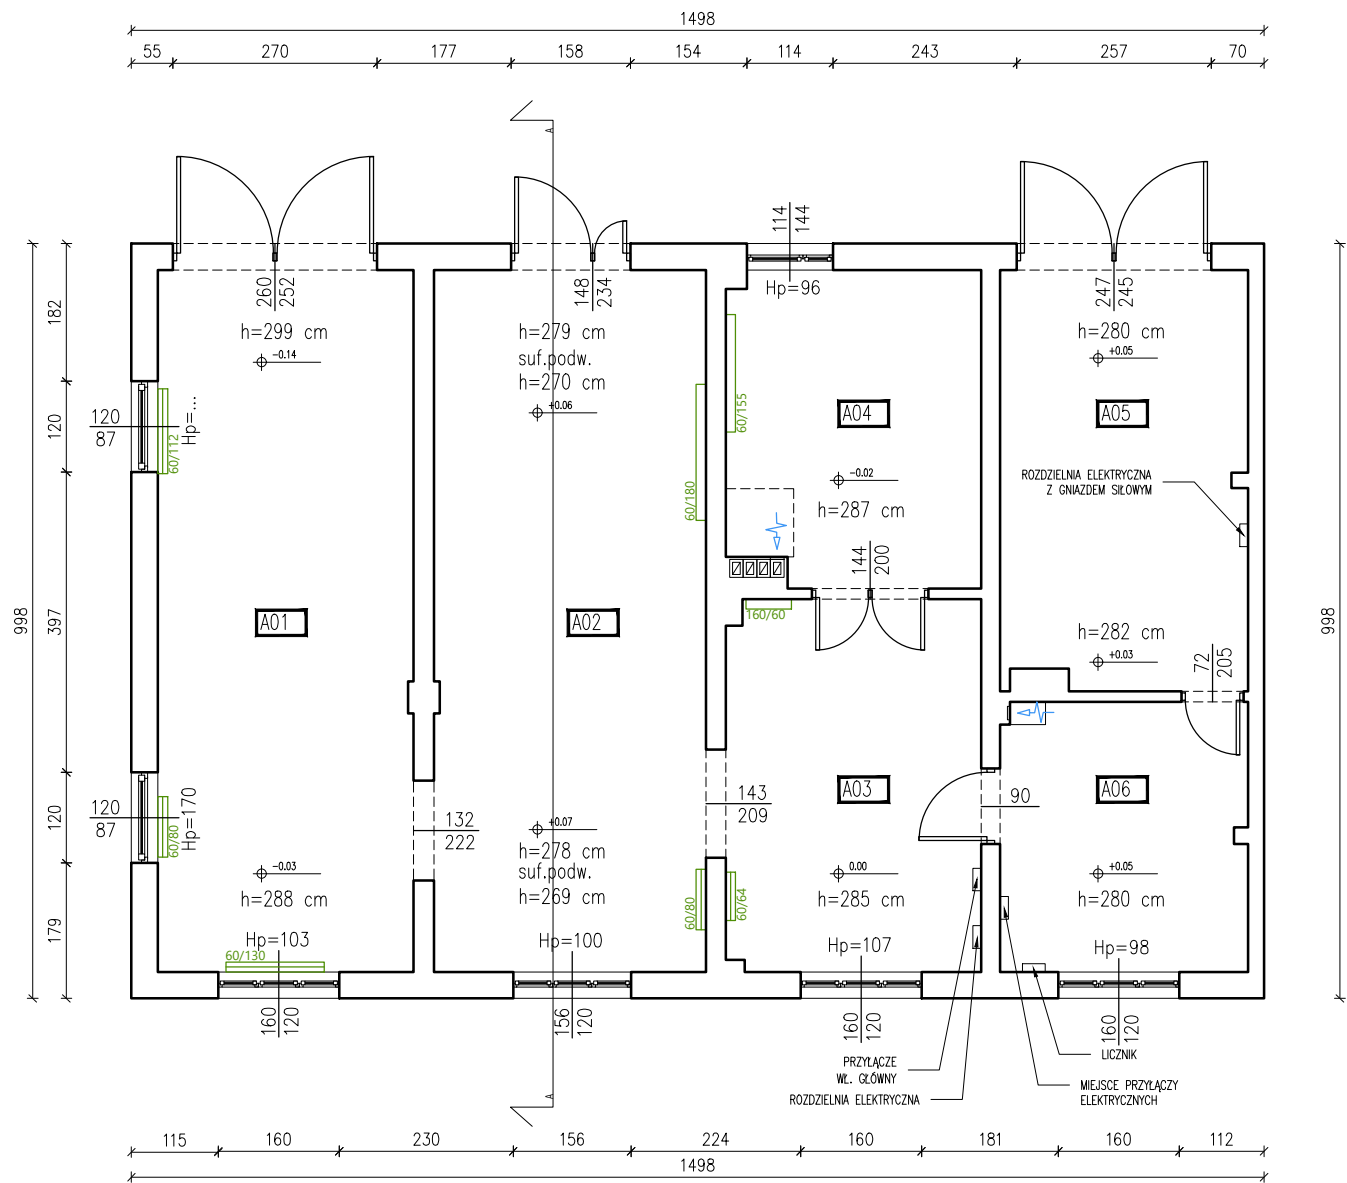 1498
55 270 177 158 154 114 243 257 70
A
114
144
260
252
148
234
Hp=96
247
245
h=299 cm
-0.14
h=279 cm
suf.podw.
h=270 cm
+0.06
h=280 cm
+0.05
182
120
397
120
179
998
998
120
87
Hp=...
60/112
60/180
60/155
A04
A05
-0.02
h=287 cm
ROZDZIELNIA ELEKTRYCZNA
Z GNIAZDEM SIŁOWYM
144
200
160/60
A01
A02
h=282 cm
+0.03
72
205
120
87
Hp=170
60/80
132
222
143
209
A03
90
A06
-0.03
h=288 cm
+0.07
h=278 cm
suf.podw.
h=269 cm
60/80
60/64
0.00
h=285 cm
+0.05
h=280 cm
Hp=103
60/130
Hp=100
Hp=107
Hp=98
160
120
156
120
160
120
160
120
PRZYŁĄCZE
WŁ. GŁÓWNY
ROZDZIELNIA ELEKTRYCZNA
LICZNIK
MIEJSCE PRZYŁĄCZY
ELEKTRYCZNYCH
A
115 160 230 156 224 160 181 160 112
1498